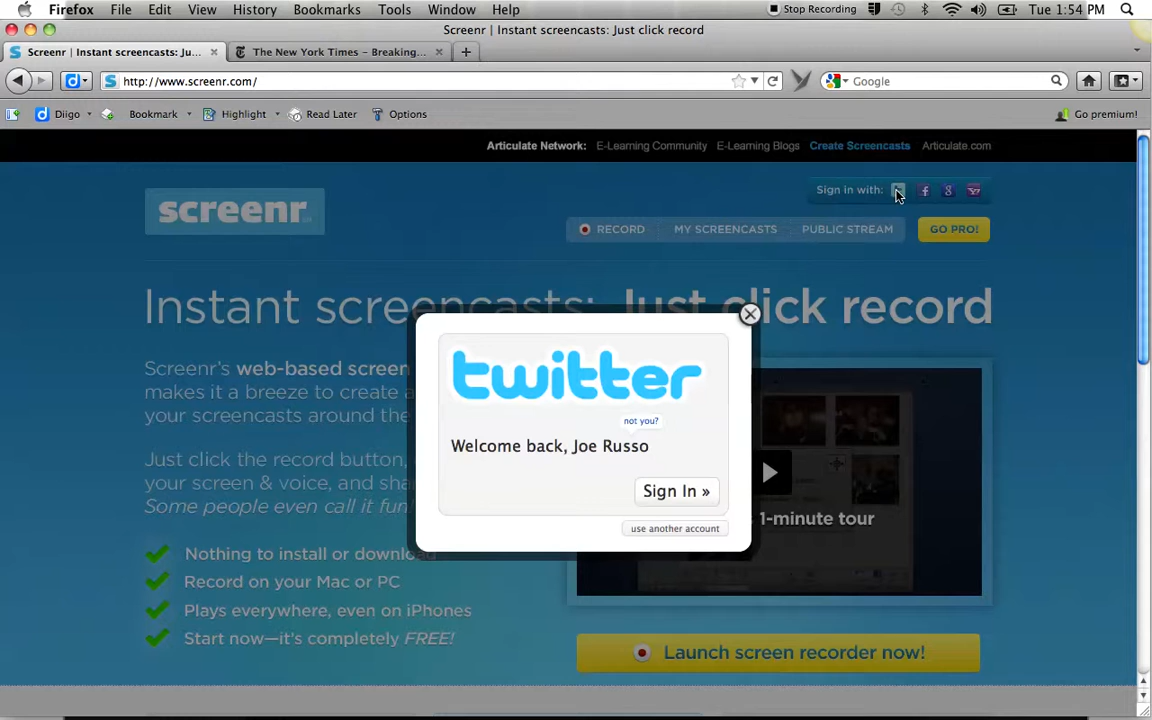 Firefox File Edit View History Bookmarks Tools Window Help Stop Recording Tue 1:54 PM
Screenr | Instant screencasts: Just click record
Screenr | Instant screencasts: Ju... The New York Times - Breaking...
http://www.screenr.com/ Google
Diigo Bookmark Highlight Read Later Options Go premium!
Articulate Network: E-Learning Community E-Learning Blogs Create Screencasts Articulate.com
Sign in with:
screenr
RECORD MY SCREENCASTS PUBLIC STREAM GO PRO!
Instant screencasts: Just click record
Screenr's web-based screen
makes it a breeze to create
your screencasts around the
Just click the record button,
your screen & voice, and sha
Some people even call it fun!
Nothing to install or download
Record on your Mac or PC
Plays everywhere, even on iPhones
Start now—it's completely FREE!
twitter
not you?
Welcome back, Joe Russo
Sign In »
use another account
1-minute tour
Launch screen recorder now!